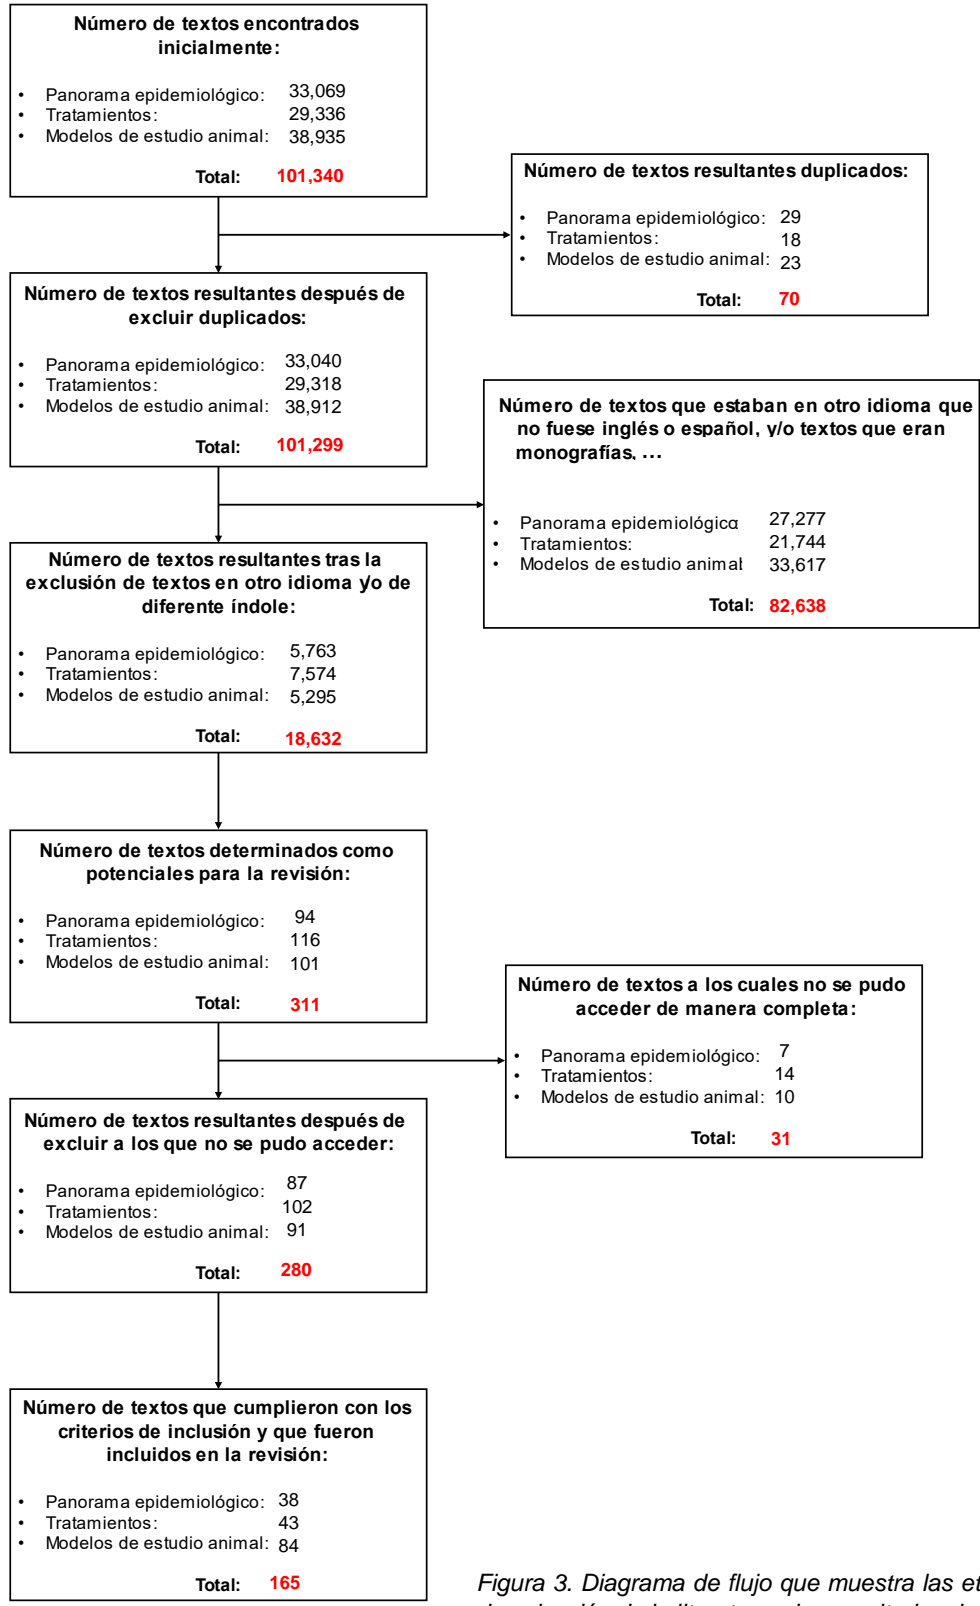 Número de textos encontrados
inicialmente:
• Panorama epidemiológico: 33,069
• Tratamientos: 29,336
• Modelos de estudio animal: 38,935
Total: 101,340
Número de textos resultantes duplicados:
• Panorama epidemiológico: 29
• Tratamientos: 18
• Modelos de estudio animal: 23
Total: 70
Número de textos resultantes después de
excluir duplicados:
• Panorama epidemiológico: 33,040
• Tratamientos: 29,318
• Modelos de estudio animal: 38,912
Total: 101,299
Número de textos que estaban en otro idioma que
no fuese inglés o español, y/o textos que eran
monografías, ...
• Panorama epidemiológico: 27,277
• Tratamientos: 21,744
• Modelos de estudio animal: 33,617
Total: 82,638
Número de textos resultantes tras la
exclusión de textos en otro idioma y/o de
diferente índole:
• Panorama epidemiológico: 5,763
• Tratamientos: 7,574
• Modelos de estudio animal: 5,295
Total: 18,632
Número de textos determinados como
potenciales para la revisión:
• Panorama epidemiológico: 94
• Tratamientos: 116
• Modelos de estudio animal: 101
Total: 311
Número de textos a los cuales no se pudo
acceder de manera completa:
• Panorama epidemiológico: 7
• Tratamientos: 14
• Modelos de estudio animal: 10
Total: 31
Número de textos resultantes después de
excluir a los que no se pudo acceder:
• Panorama epidemiológico: 87
• Tratamientos: 102
• Modelos de estudio animal: 91
Total: 280
Número de textos que cumplieron con los
criterios de inclusión y que fueron
incluidos en la revisión:
• Panorama epidemiológico: 38
• Tratamientos: 43
• Modelos de estudio animal: 84
Total: 165
Figura 3. Diagrama de flujo que muestra las